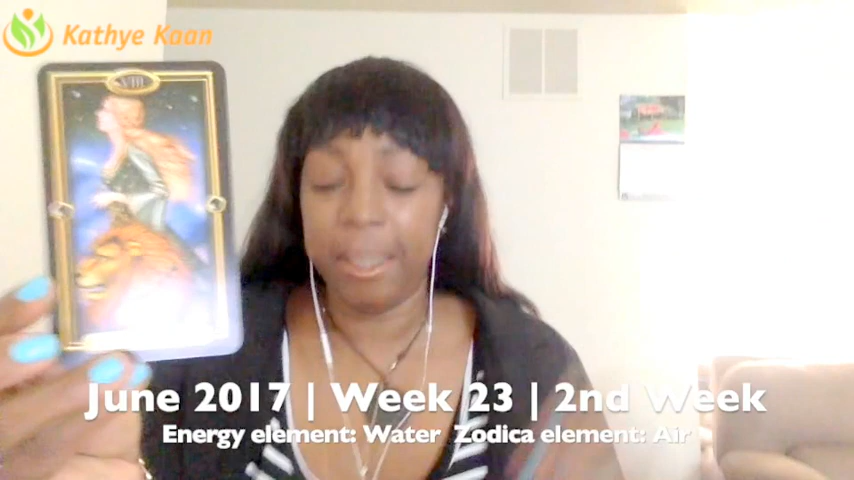 Kathye Kaan
VIII
June 2017 | Week 23 | 2nd Week
Energy element: Water Zodica element: Air